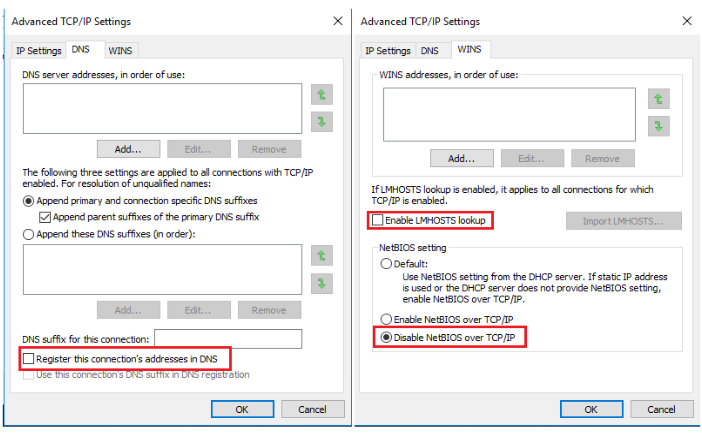 Advanced TCP/IP Settings
IP Settings DNS WINS
DNS server addresses, in order of use:
Add... Edit... Remove
The following three settings are applied to all connections with TCP/IP
enabled. For resolution of unqualified names:
Append primary and connection specific DNS suffixes
Append parent suffixes of the primary DNS suffix
Append these DNS suffixes (in order):
Add... Edit... Remove
DNS suffix for this connection:
Register this connection's addresses in DNS
Use this connection's DNS suffix in DNS registration
OK Cancel
Advanced TCP/IP Settings
IP Settings DNS WINS
WINS addresses, in order of use:
Add... Edit... Remove
If LMHOSTS lookup is enabled, it applies to all connections for which
TCP/IP is enabled.
Enable LMHOSTS lookup Import LMHOSTS...
NetBIOS setting
Default:
Use NetBIOS setting from the DHCP server. If static IP address
is used or the DHCP server does not provide NetBIOS setting,
enable NetBIOS over TCP/IP.
Enable NetBIOS over TCP/IP
Disable NetBIOS over TCP/IP
OK Cancel